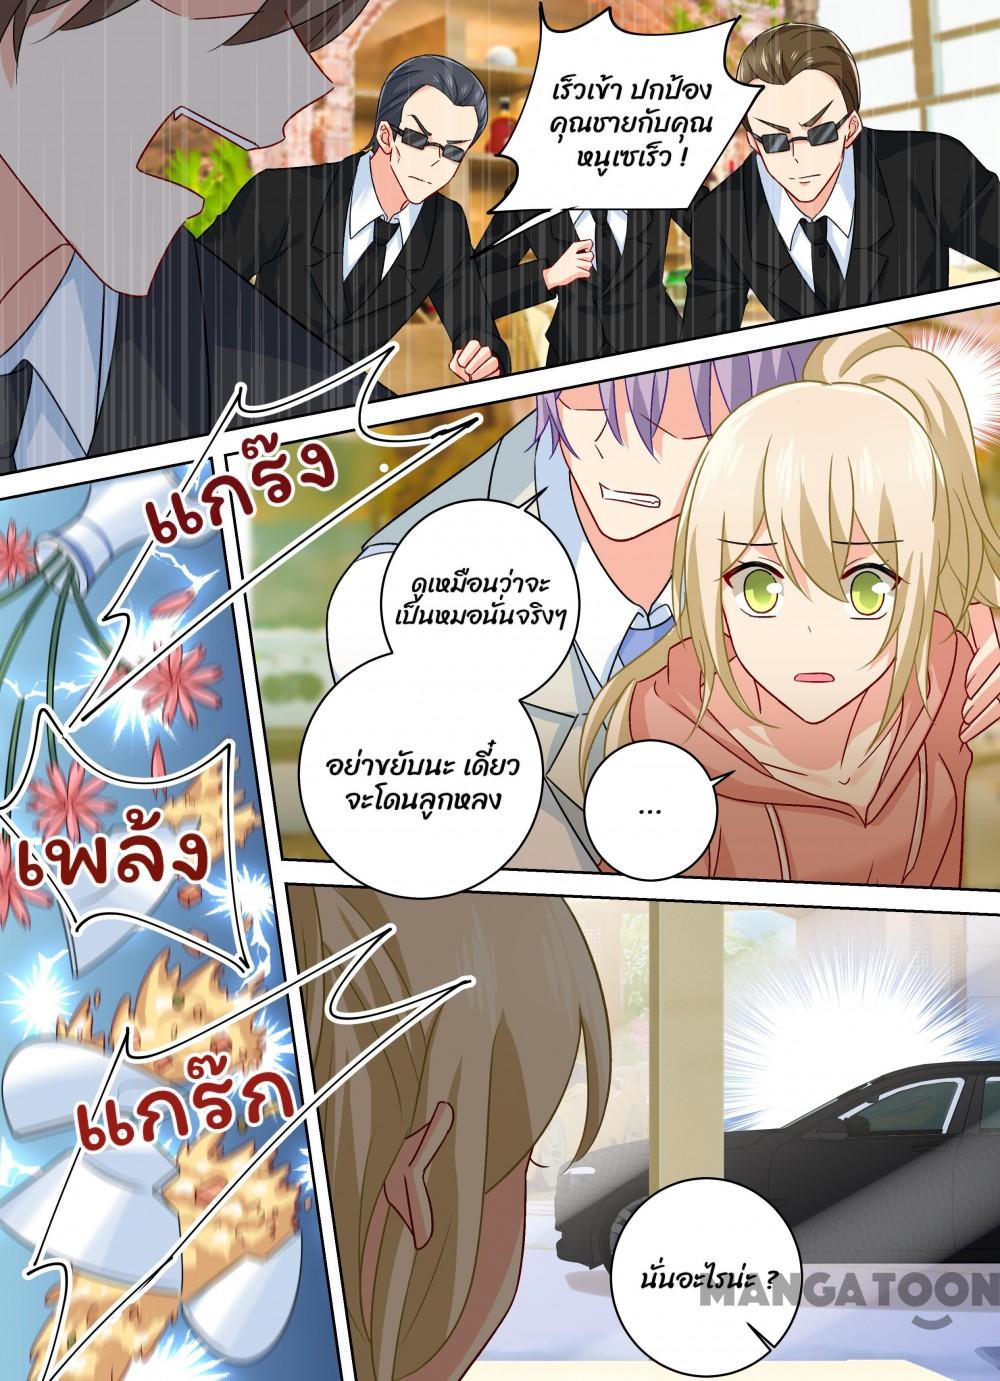 เร็วเข้า ปกป้อง
คุณชายกับคุณ
หนูเซเร็ว !
แกร๊ง
ดูเหมือนว่าจะ
เป็นหมอนั่นจริงๆ
อย่าขยับนะ เดี๋ยว
จะโดนลูกหลง
...
เพล้ง
แกร๊ก
นั่นอะไรน่ะ ?
MANGATOON